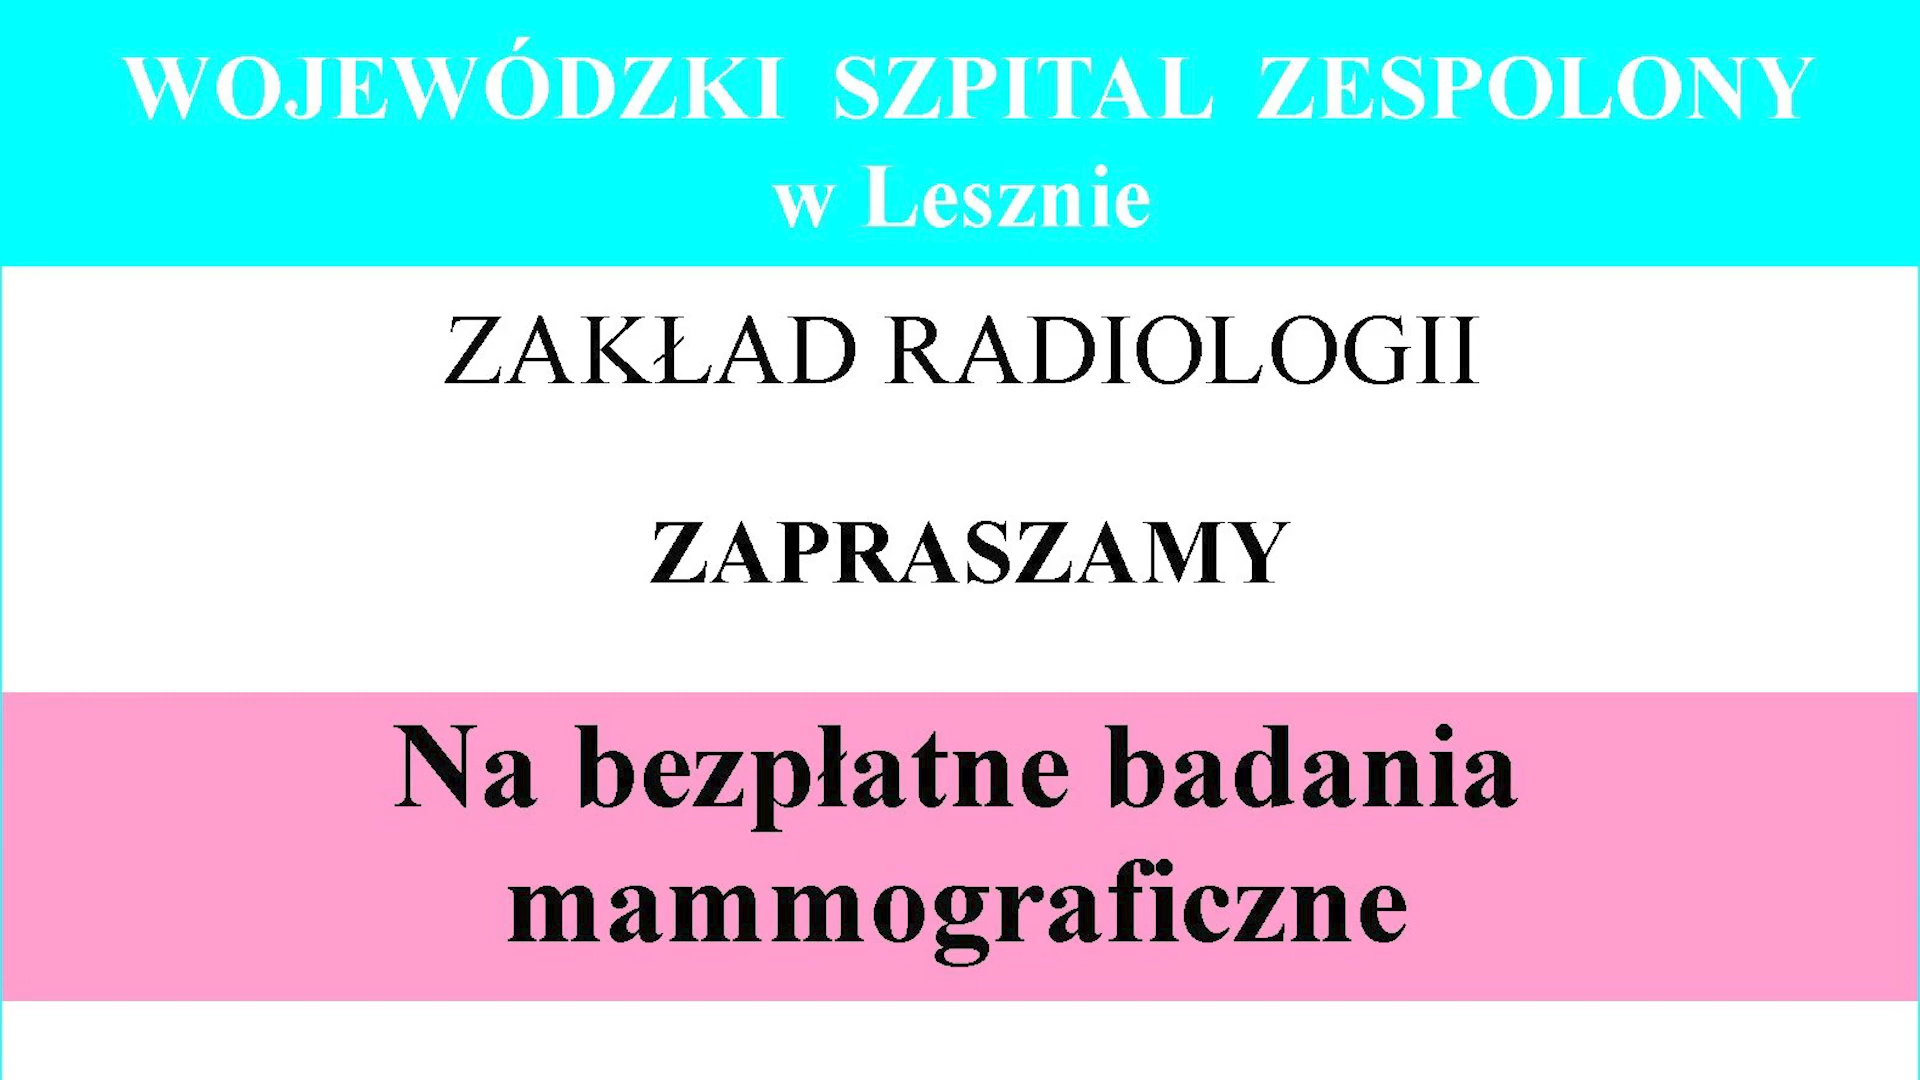 WOJEWÓDZKI SZPITAL ZESPOLONY
w Lesznie
ZAKŁAD RADIOLOGII
ZAPRASZAMY
Na bezpłatne badania
mammograficzne